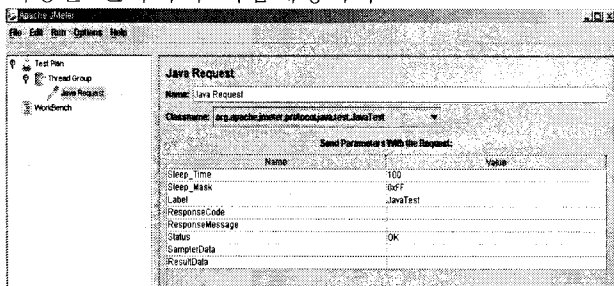 Apache JMeter
File Edit Run Options Help
Test Plan
Thread Group
Java Request
WorkBench
Java Request
Name: Java Request
Classname: org.apache.jmeter.protocol.java.test.JavaTest
Send Parameters With the Request:
Name Value
Sleep_Time 100
Sleep_Mask 0xFF
Label JavaTest
ResponseCode
ResponseMessage
Status OK
SamplerData
ResultData